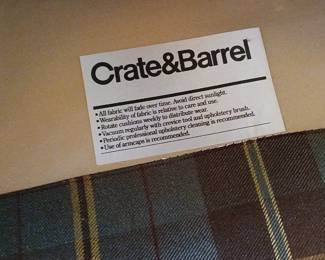 Crate&Barrel
• All fabric will fade over time. Avoid direct sunlight.
• Wearability of fabric is relative to care and use.
• Rotate cushions weekly to distribute wear.
• Vacuum regularly with crevice tool and upholstery brush.
• Periodic professional upholstery cleaning is recommended.
• Use of armcaps is recommended.